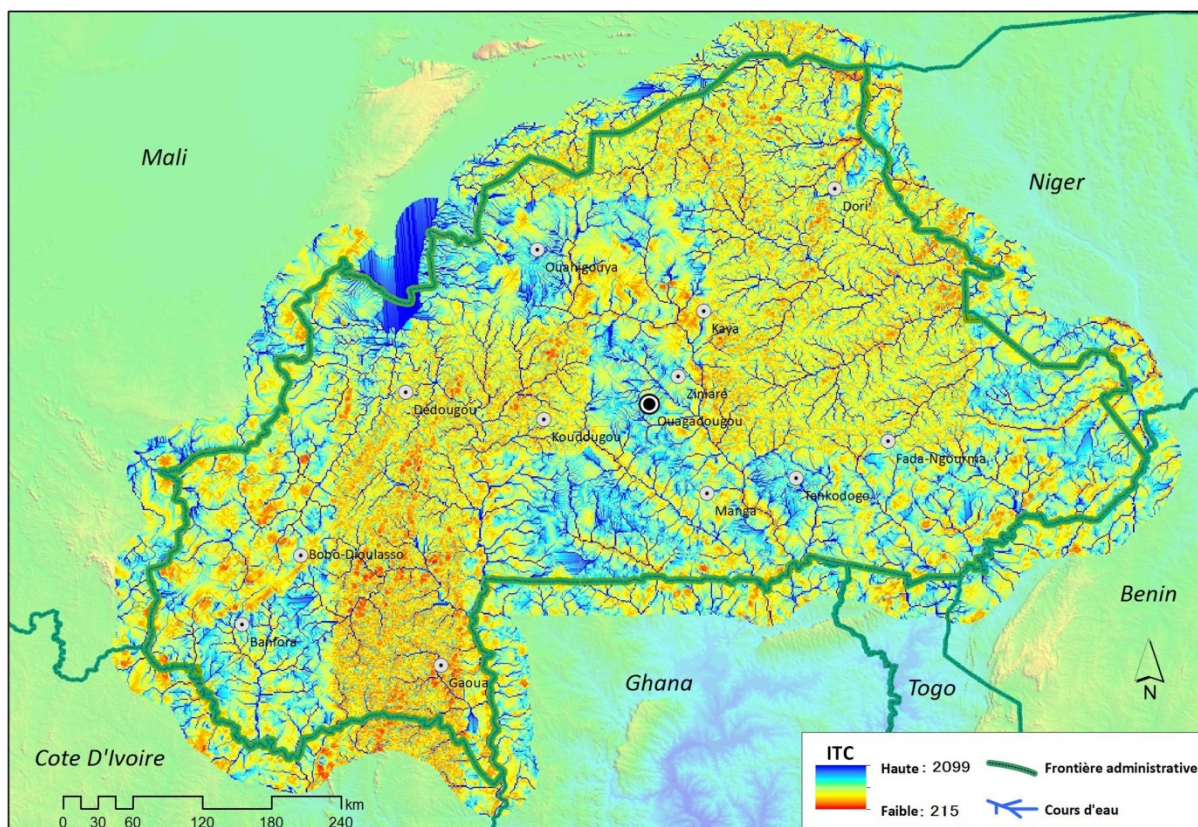 Mali
Niger
Dori
Ouahigouya
Kaya
Ziniaré
Dédougou
Ouagadougou
Koudougou
Fada-Ngourma
Tenkodogo
Manga
Bobo-Dioulasso
Benin
Banfora
Gaoua
Ghana
Togo
N
Cote D'Ivoire
ITC
Haute : 2099
Frontière administrative
Faible : 215
Cours d'eau
km
0 30 60 120 180 240